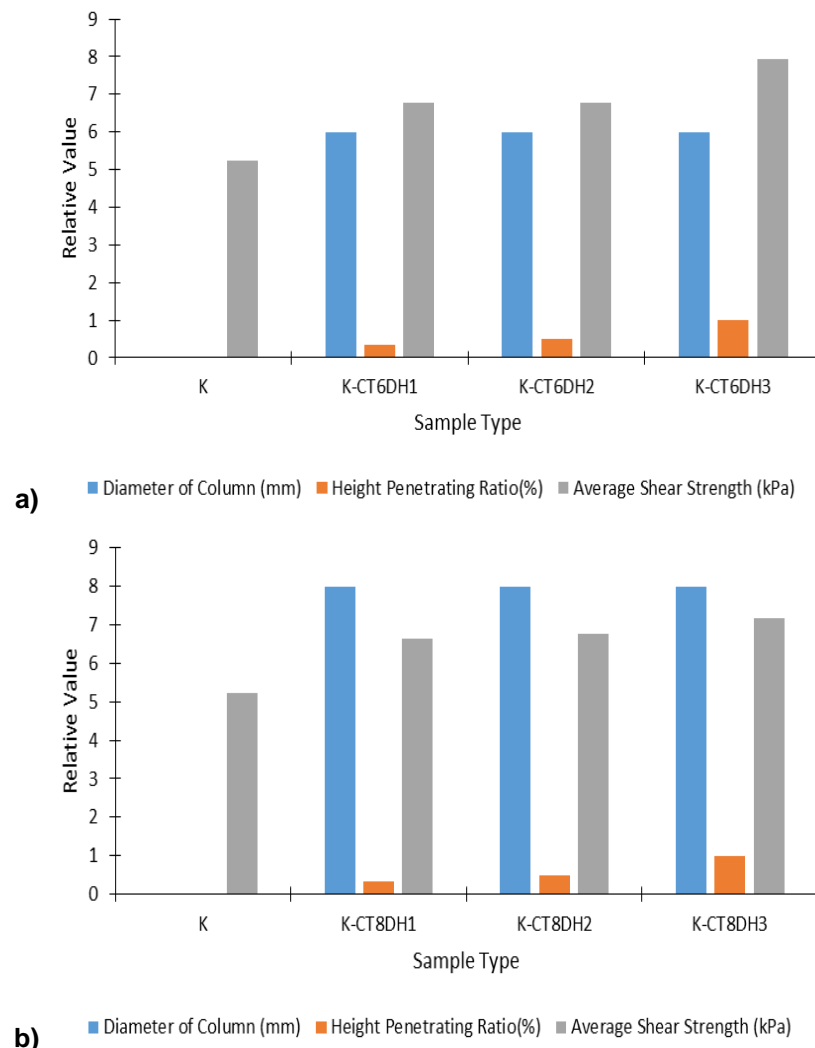 9
8
7
6
5
4
3
2
1
0
Relative Value
K K-CT6DH1 K-CT6DH2 K-CT6DH3
Sample Type
a) Diameter of Column (mm) Height Penetrating Ratio(%) Average Shear Strength (kPa)
9
8
7
6
5
4
3
2
1
0
Relative Value
K K-CT8DH1 K-CT8DH2 K-CT8DH3
Sample Type
b) Diameter of Column (mm) Height Penetrating Ratio(%) Average Shear Strength (kPa)